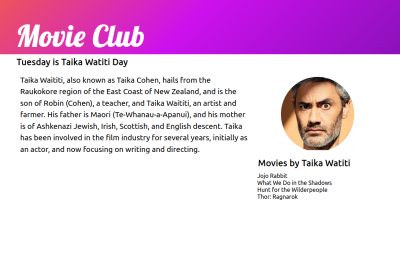 Movie Club
Tuesday is Taika Watiti Day
Taika Waititi, also known as Taika Cohen, hails from the
Raukokore region of the East Coast of New Zealand, and is the
son of Robin (Cohen), a teacher, and Taika Waititi, an artist and
farmer. His father is Maori (Te-Whanau-a-Apanui), and his mother
is of Ashkenazi Jewish, Irish, Scottish, and English descent. Taika
has been involved in the film industry for several years, initially as
an actor, and now focusing on writing and directing.
Movies by Taika Watiti
Jojo Rabbit
What We Do in the Shadows
Hunt for the Wilderpeople
Thor: Ragnarok